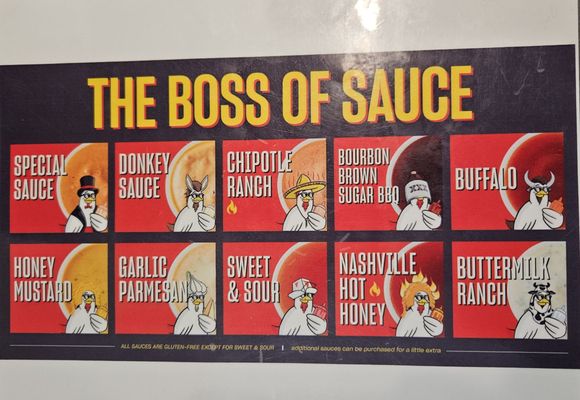 THE BOSS OF SAUCE
SPECIAL
SAUCE
DONKEY
SAUCE
CHIPOTLE
RANCH
BOURBON
BROWN
SUGAR BBQ
BUFFALO
HONEY
MUSTARD
GARLIC
PARMESAN
SWEET
& SOUR
NASHVILLE
HOT
HONEY
BUTTERMILK
RANCH
ALL SAUCES ARE GLUTEN-FREE EXCEPT FOR SWEET & SOUR | additional sauces can be purchased for a little extra